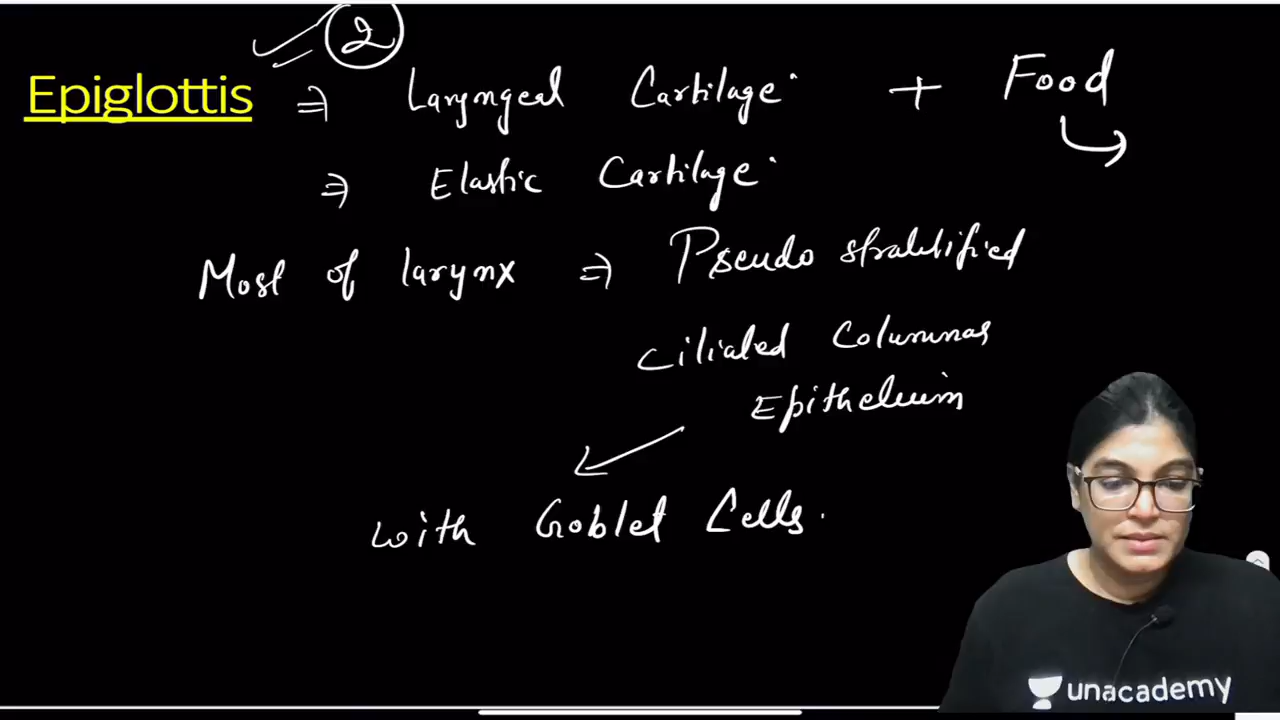 2
Epiglottis ⇒ Laryngeal Cartilage + Food
⇒ Elastic Cartilage
Most of larynx ⇒ Pseudo stratified
Ciliated Columnar
Epithelium
with Goblet Cells.
unacademy